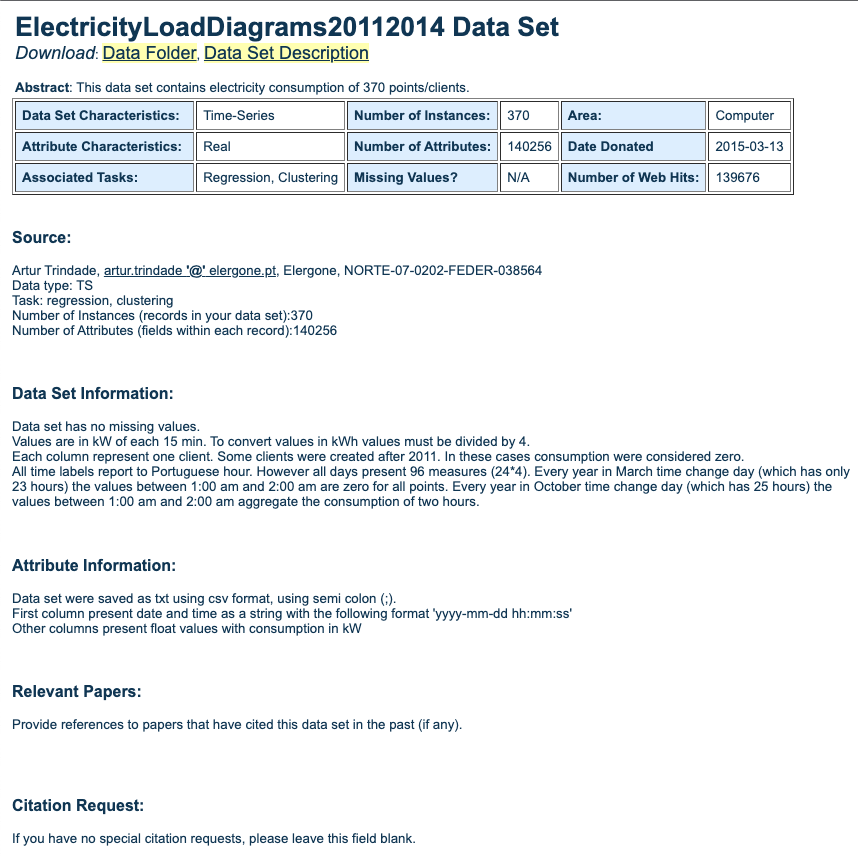 ElectricityLoadDiagrams20112014 Data Set
Download: Data Folder, Data Set Description
Abstract: This data set contains electricity consumption of 370 points/clients.
Data Set Characteristics: Time-Series Number of Instances: 370 Area: Computer
Attribute Characteristics: Real Number of Attributes: 140256 Date Donated 2015-03-13
Associated Tasks: Regression, Clustering Missing Values? N/A Number of Web Hits: 139676
Source:
Artur Trindade, artur.trindade '@' elergone.pt, Elergone, NORTE-07-0202-FEDER-038564
Data type: TS
Task: regression, clustering
Number of Instances (records in your data set):370
Number of Attributes (fields within each record):140256
Data Set Information:
Data set has no missing values.
Values are in kW of each 15 min. To convert values in kWh values must be divided by 4.
Each column represent one client. Some clients were created after 2011. In these cases consumption were considered zero.
All time labels report to Portuguese hour. However all days present 96 measures (24*4). Every year in March time change day (which has only
23 hours) the values between 1:00 am and 2:00 am are zero for all points. Every year in October time change day (which has 25 hours) the
values between 1:00 am and 2:00 am aggregate the consumption of two hours.
Attribute Information:
Data set were saved as txt using csv format, using semi colon (;).
First column present date and time as a string with the following format 'yyyy-mm-dd hh:mm:ss'
Other columns present float values with consumption in kW
Relevant Papers:
Provide references to papers that have cited this data set in the past (if any).
Citation Request:
If you have no special citation requests, please leave this field blank.